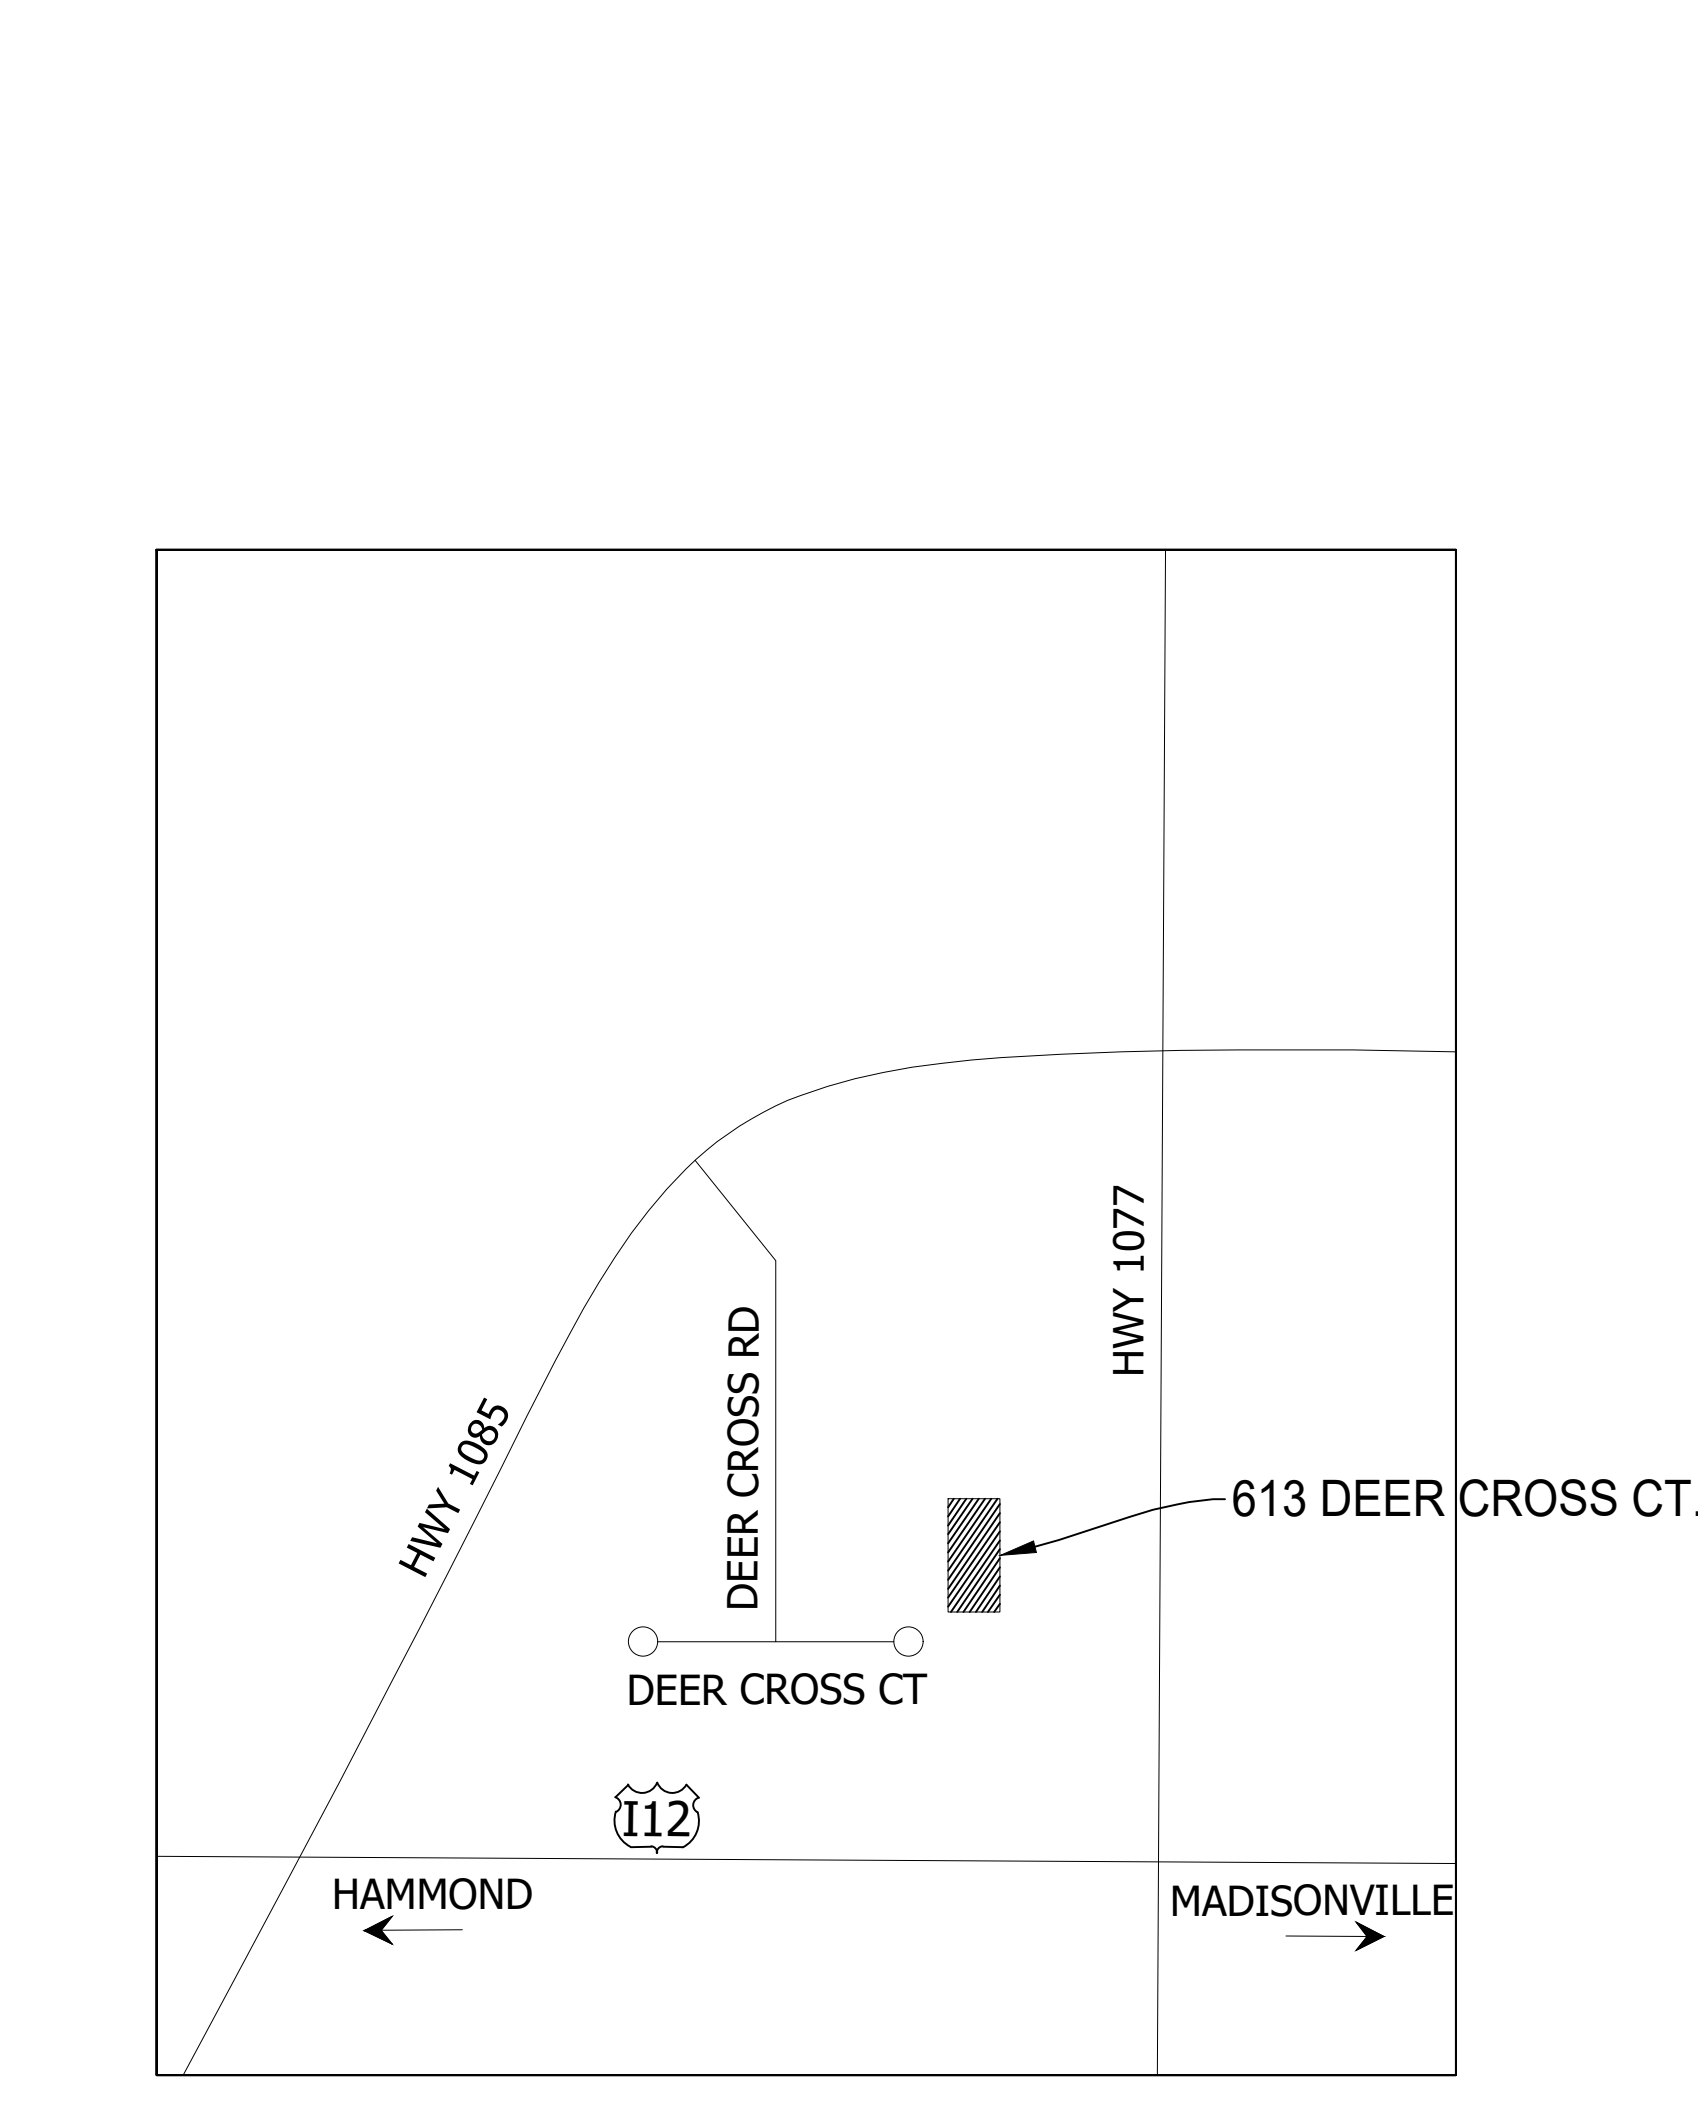 HWY 1077
DEER CROSS RD
HWY 1085
613 DEER CROSS CT.
DEER CROSS CT
I12
HAMMOND
MADISONVILLE